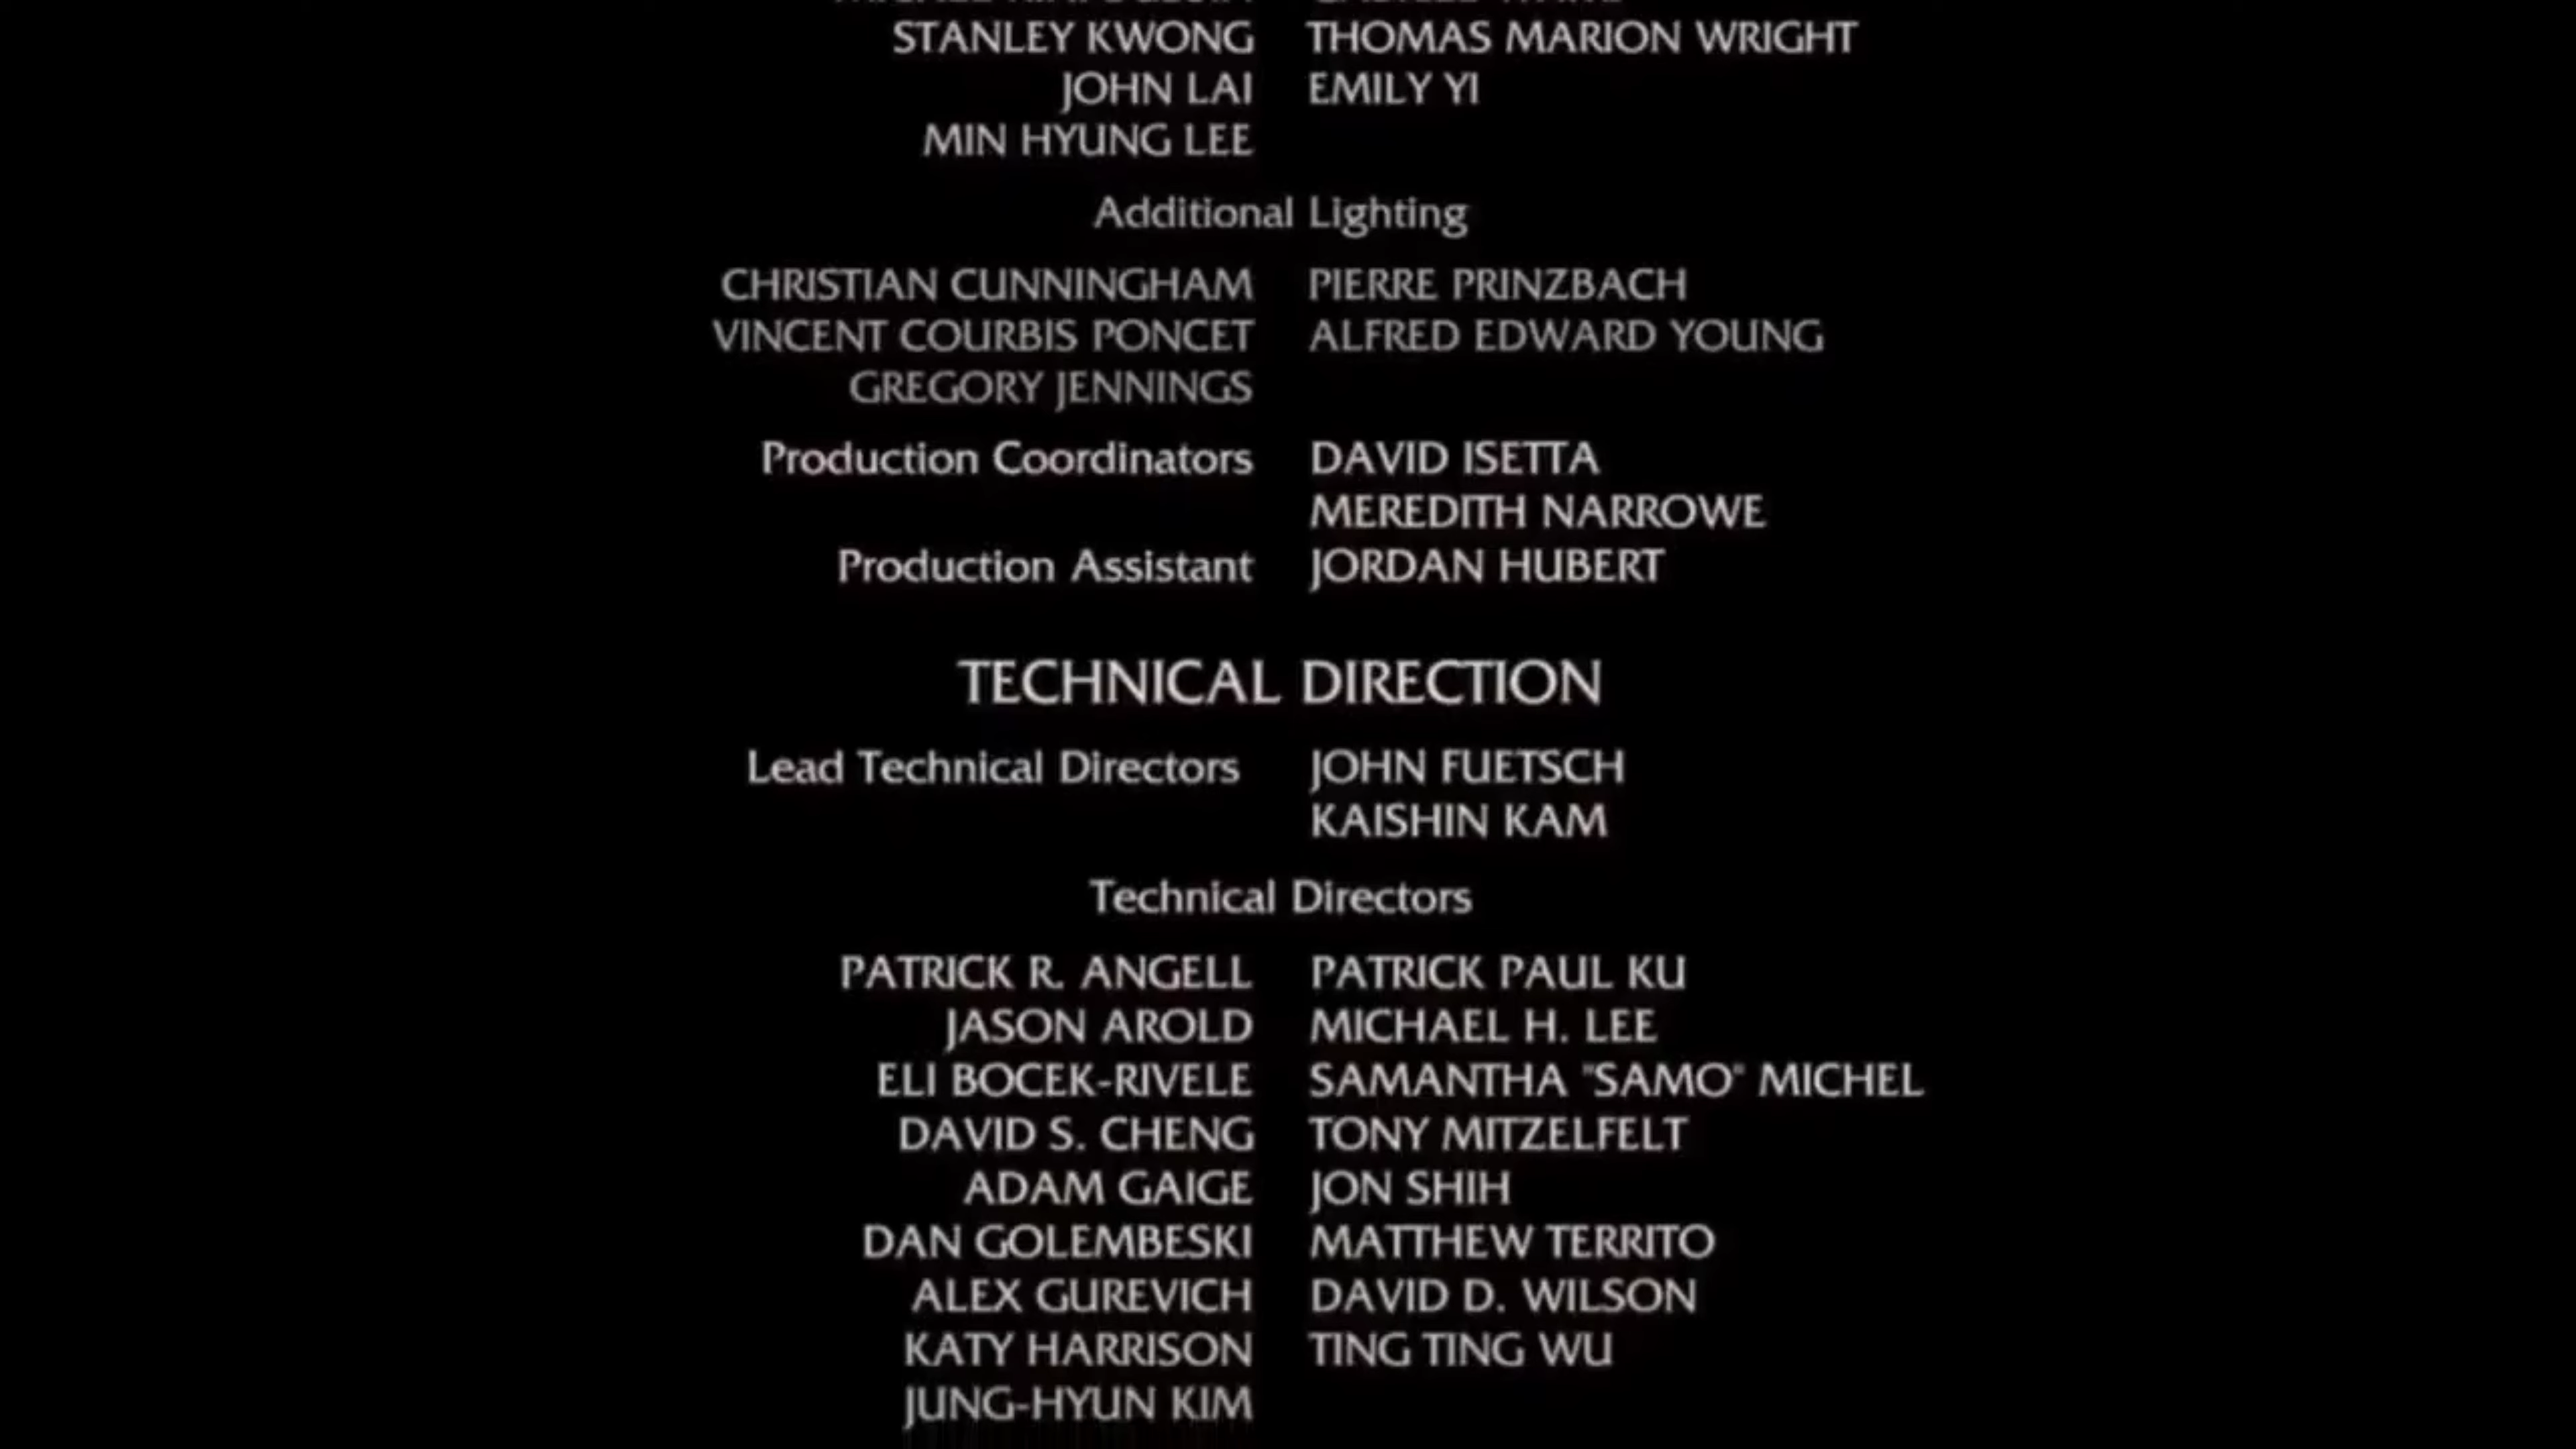 STANLEY KWONG THOMAS MARION WRIGHT
JOHN LAI EMILY YI
MIN HYUNG LEE
Additional Lighting
CHRISTIAN CUNNINGHAM PIERRE PRINZBACH
VINCENT COURBIS PONCET ALFRED EDWARD YOUNG
GREGORY JENNINGS
Production Coordinators DAVID ISETTA
MEREDITH NARROWE
Production Assistant JORDAN HUBERT
TECHNICAL DIRECTION
Lead Technical Directors JOHN FUETSCH
KAISHIN KAM
Technical Directors
PATRICK R. ANGELL PATRICK PAUL KU
JASON AROLD MICHAEL H. LEE
ELI BOCEK-RIVELE SAMANTHA "SAMO" MICHEL
DAVID S. CHENG TONY MITZELFELT
ADAM GAIGE JON SHIH
DAN GOLEMBESKI MATTHEW TERRITO
ALEX GUREVICH DAVID D. WILSON
KATY HARRISON TING TING WU
JUNG-HYUN KIM